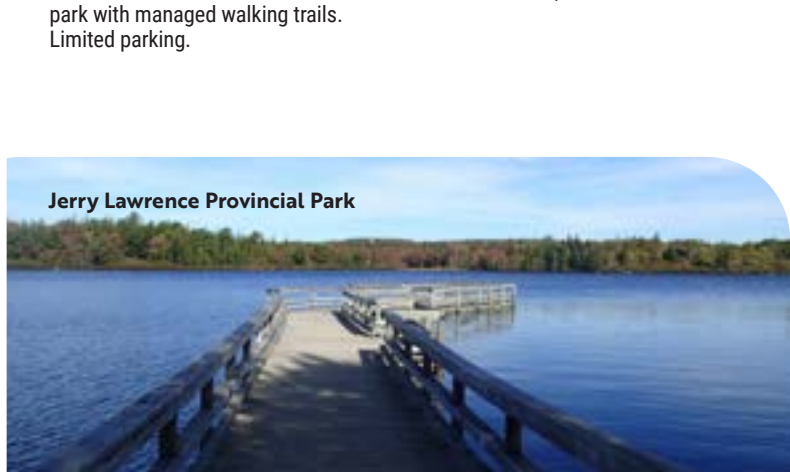 park with managed walking trails.
Limited parking.
Jerry Lawrence Provincial Park